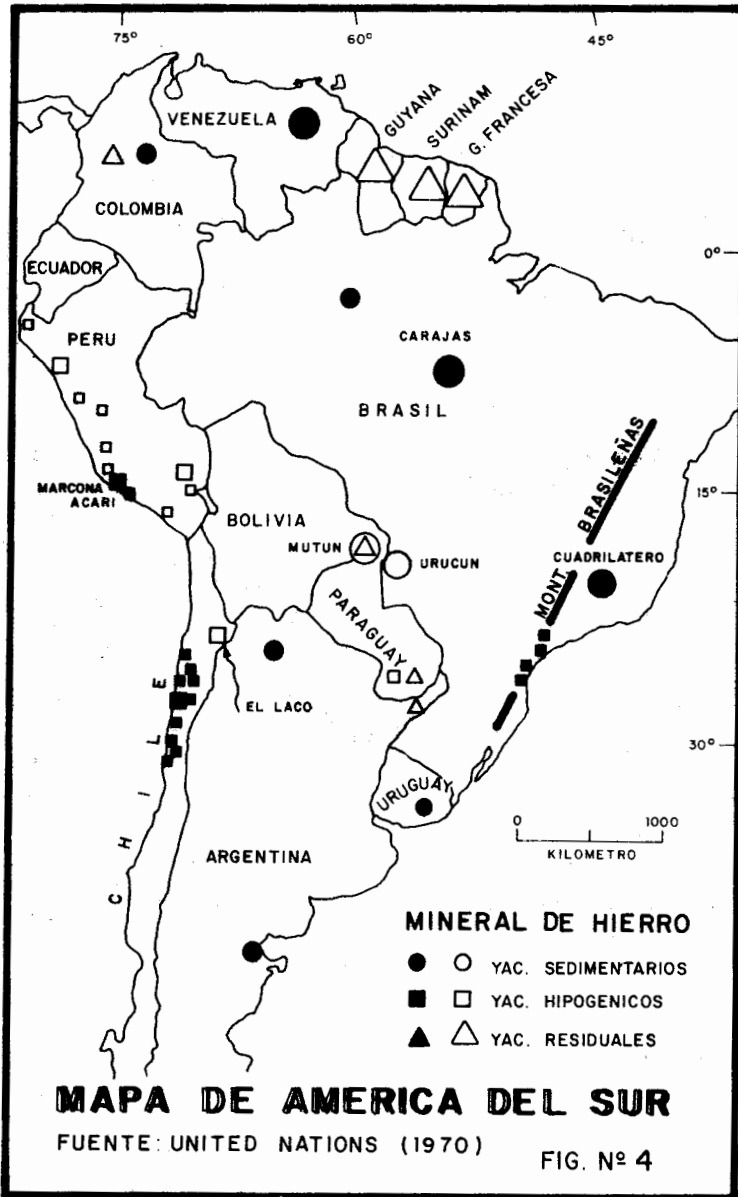 75°
60°
45°
VENEZUELA
GUYANA
SURINAM
G. FRANCESA
COLOMBIA
0°
ECUADOR
PERU
CARAJAS
BRASIL
MARCONA
ACARI
15°
BOLIVIA
MUTUN
URUCUN
MONT. BRASILEÑAS
CUADRILATERO
PARAGUAY
EL LACO
CHILE
30°
URUGUAY
0 1000
KILOMETRO
ARGENTINA
MINERAL DE HIERRO
YAC. SEDIMENTARIOS
YAC. HIPOGENICOS
YAC. RESIDUALES
MAPA DE AMERICA DEL SUR
FUENTE: UNITED NATIONS (1970)
FIG. Nº 4